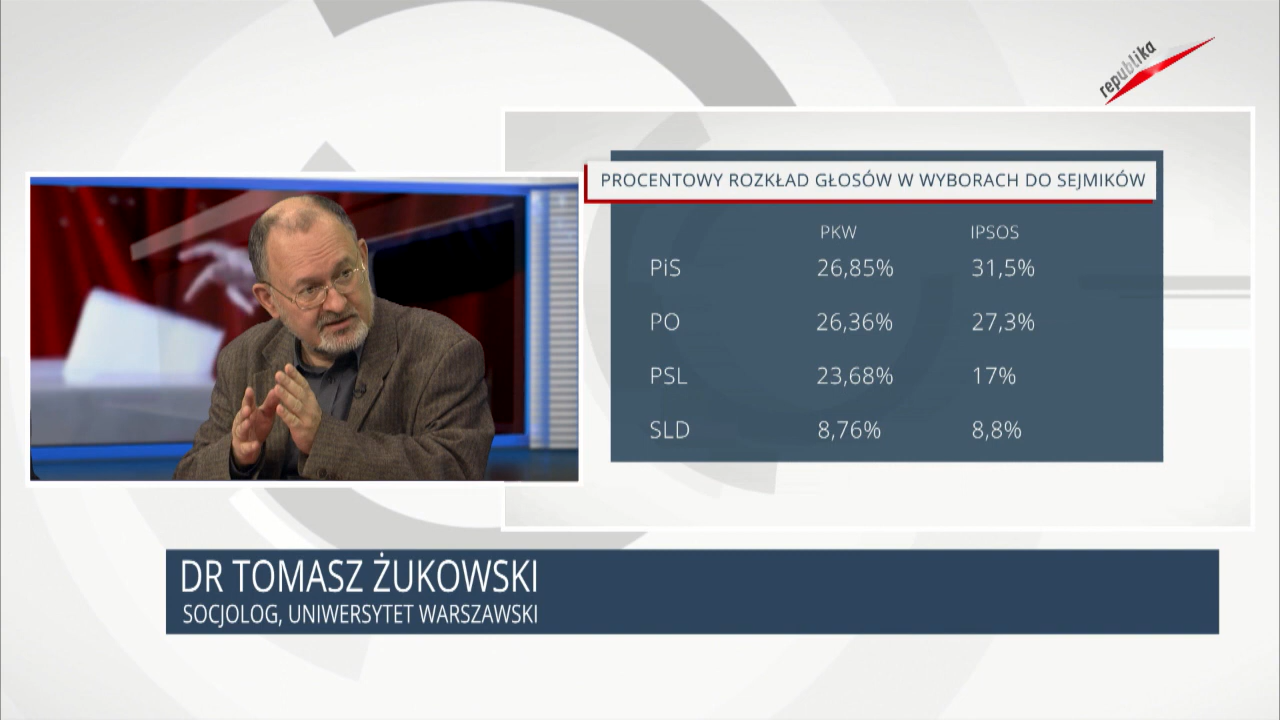 republika
PROCENTOWY ROZKŁAD GŁOSÓW W WYBORACH DO SEJMIKÓW
PKW IPSOS
PiS 26,85% 31,5%
PO 26,36% 27,3%
PSL 23,68% 17%
SLD 8,76% 8,8%
DR TOMASZ ŻUKOWSKI
SOCJOLOG, UNIWERSYTET WARSZAWSKI